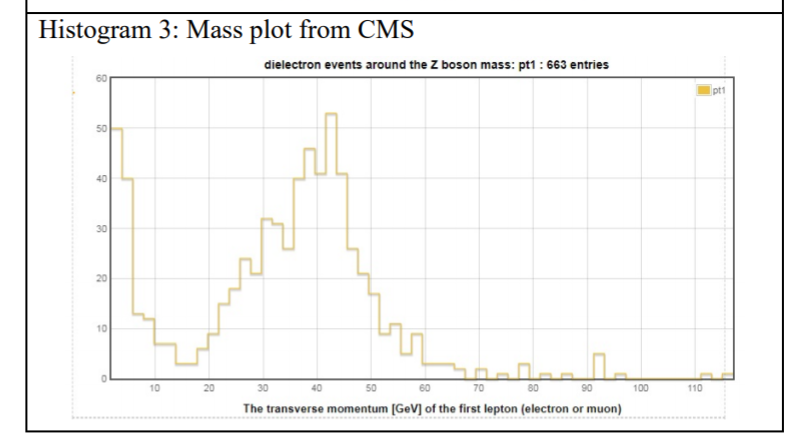 Histogram 3: Mass plot from CMS
dielectron events around the Z boson mass: pt1 : 663 entries
pt1
60
50
40
30
20
10
0
10 20 30 40 50 60 70 80 90 100 110
The transverse momentum [GeV] of the first lepton (electron or muon)